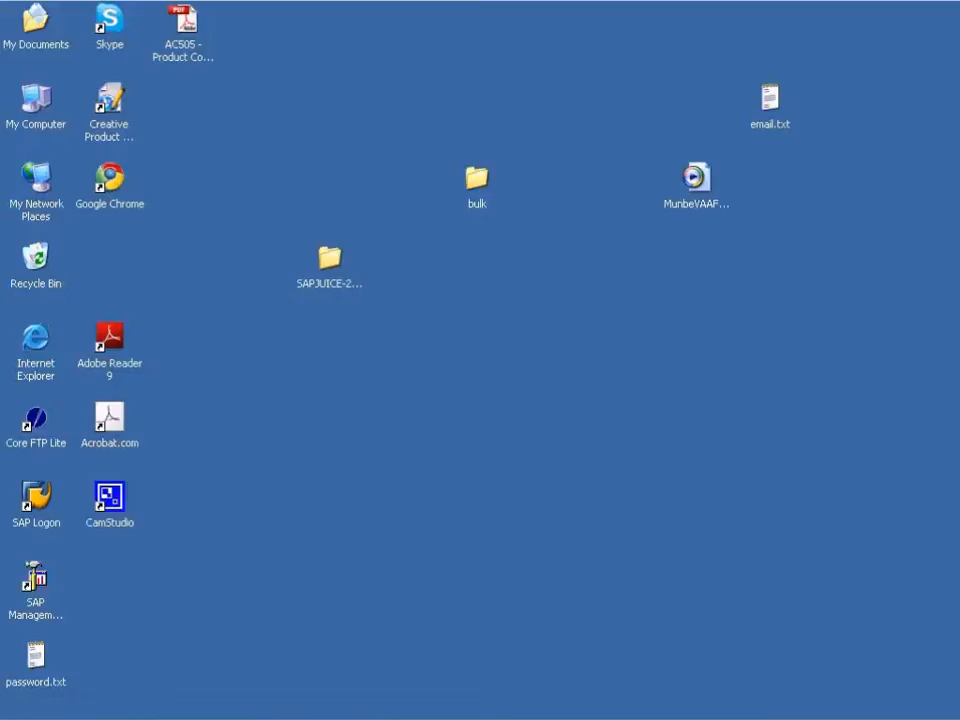 My Documents
Skype
PDF
Adobe
AC505 -
Product Co...
My Computer
Creative
Product ...
email.txt
My Network
Places
Google Chrome
bulk
MunbeVAAF...
Recycle Bin
SAPJUICE-2...
Internet
Explorer
Adobe Reader
9
Core FTP Lite
Acrobat.com
SAP Logon
CamStudio
SAP
Managem...
password.txt